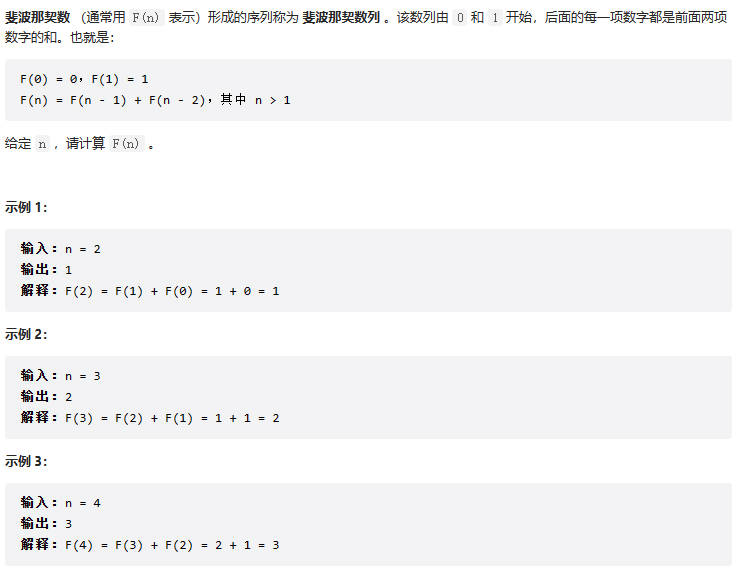 斐波那契数 （通常用 F(n) 表示）形成的序列称为 斐波那契数列 。该数列由 0 和 1 开始，后面的每一项数字都是前面两项
数字的和。也就是：
F(0) = 0，F(1) = 1
F(n) = F(n - 1) + F(n - 2)，其中 n > 1
给定 n ，请计算 F(n) 。
示例 1：
输入：n = 2
输出：1
解释：F(2) = F(1) + F(0) = 1 + 0 = 1
示例 2：
输入：n = 3
输出：2
解释：F(3) = F(2) + F(1) = 1 + 1 = 2
示例 3：
输入：n = 4
输出：3
解释：F(4) = F(3) + F(2) = 2 + 1 = 3